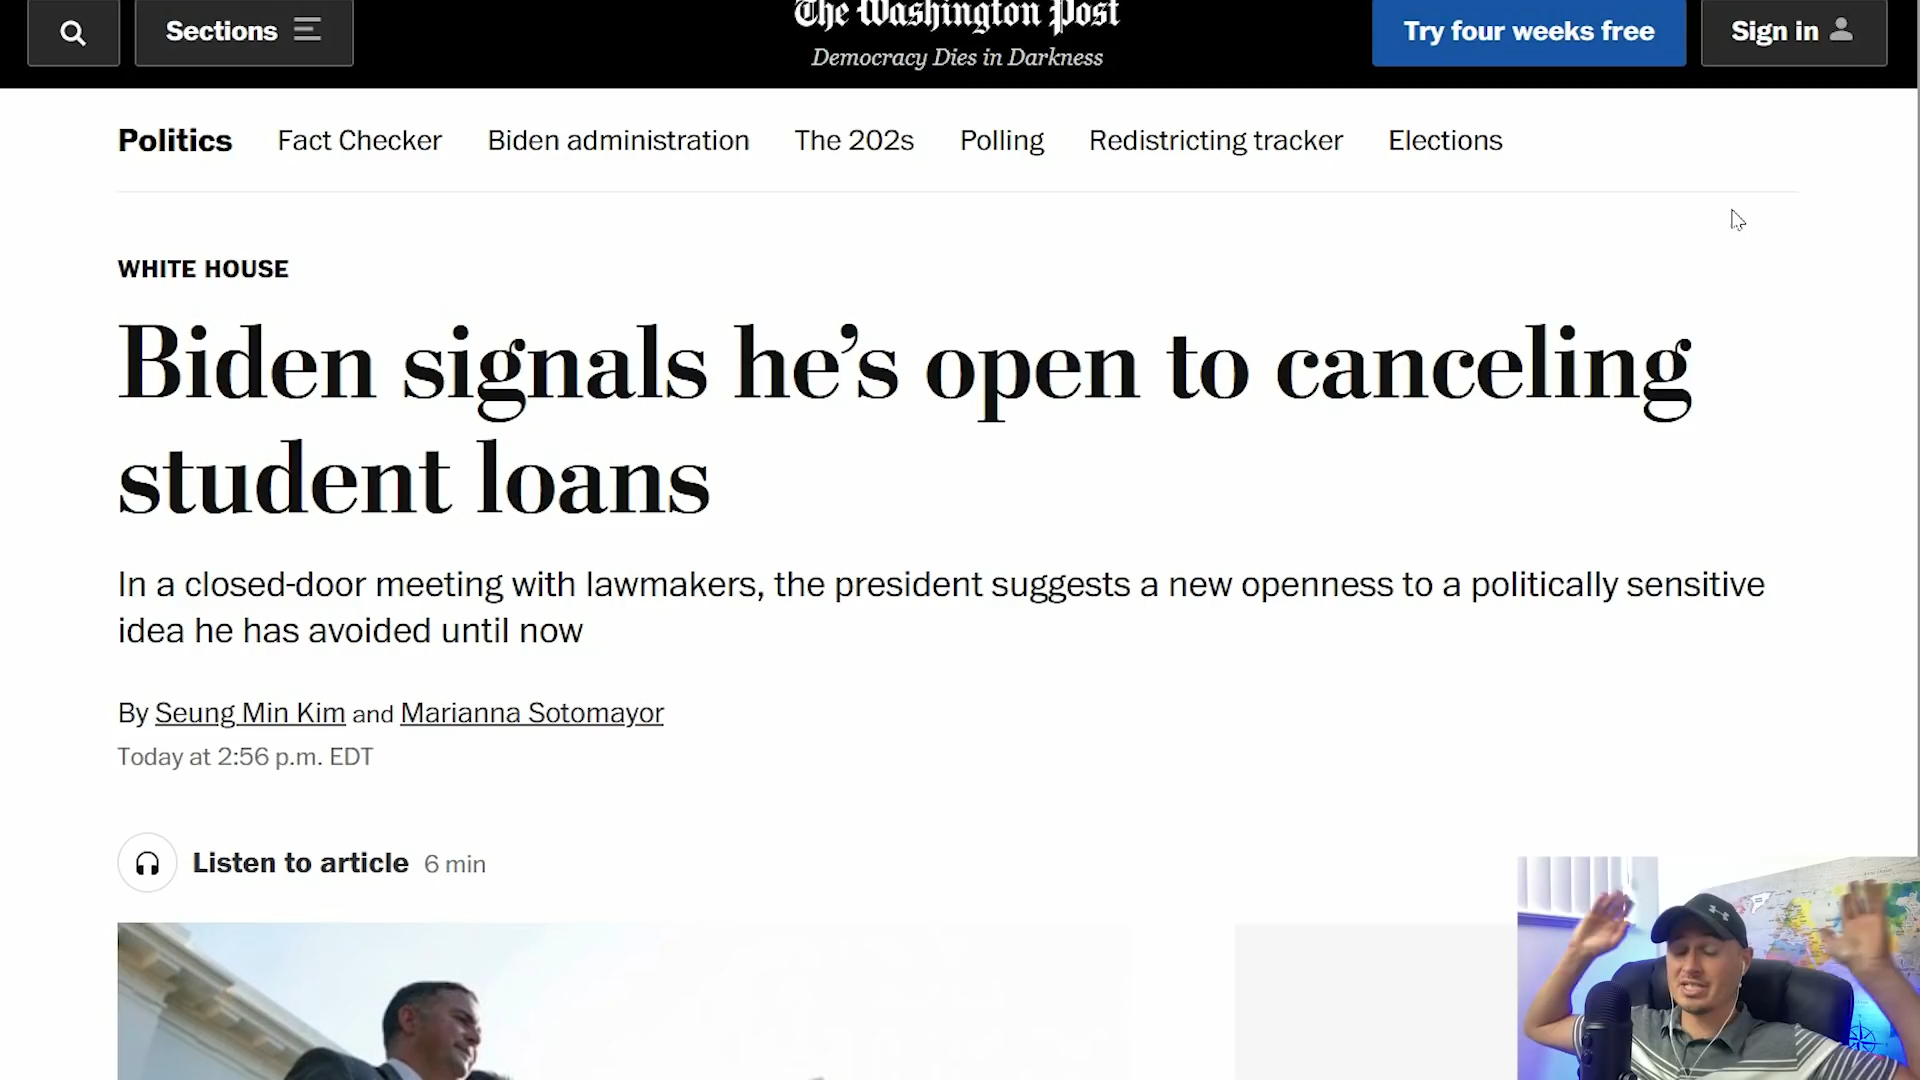 Sections
The Washington Post
Democracy Dies in Darkness
Try four weeks free
Sign in
Politics
Fact Checker
Biden administration
The 202s
Polling
Redistricting tracker
Elections
WHITE HOUSE
Biden signals he’s open to canceling
student loans
In a closed-door meeting with lawmakers, the president suggests a new openness to a politically sensitive
idea he has avoided until now
By Seung Min Kim and Marianna Sotomayor
Today at 2:56 p.m. EDT
Listen to article 6 min